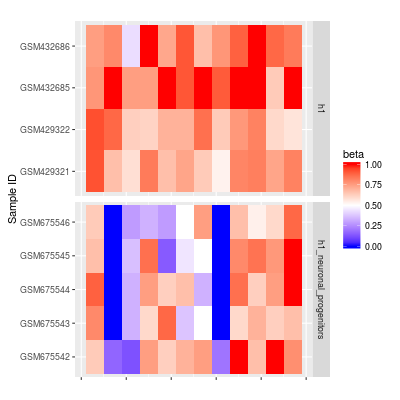 GSM432686
GSM432685
GSM429322
GSM429321
h1
GSM675546
GSM675545
GSM675544
GSM675543
GSM675542
h1_neuronal_progenitors
Sample ID
beta
1.00
0.75
0.50
0.25
0.00